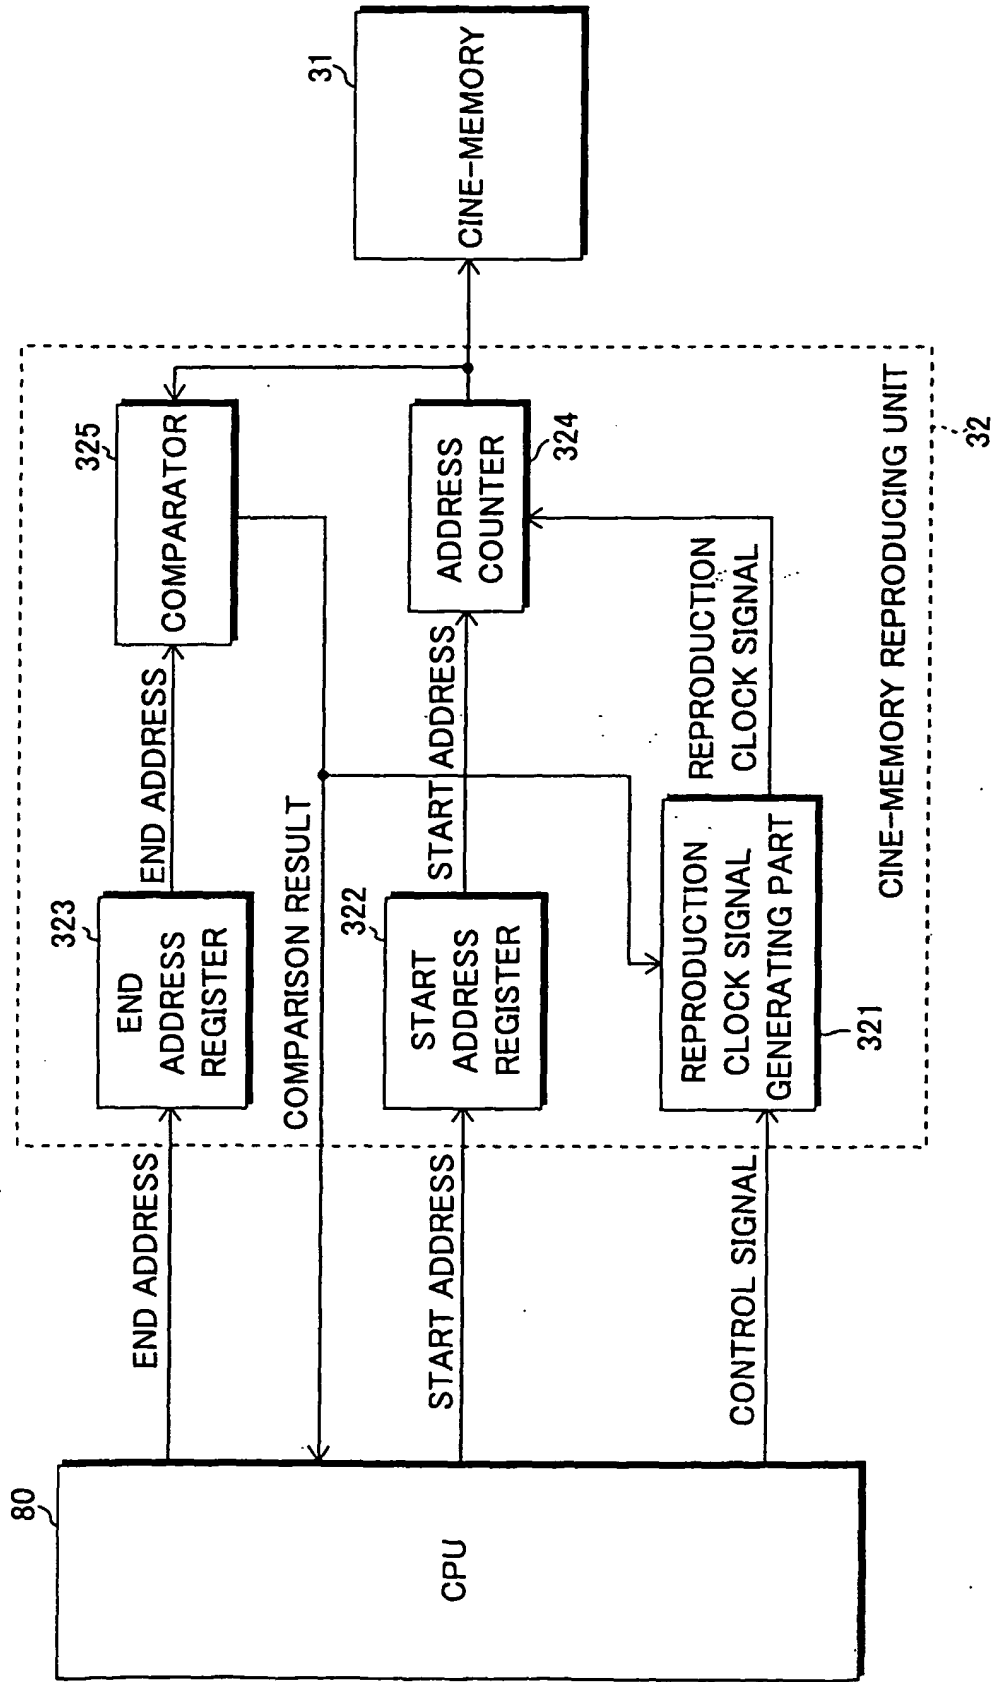 80
CPU
END ADDRESS
COMPARISON RESULT
START ADDRESS
CONTROL SIGNAL
323
END
ADDRESS
REGISTER
322
START
ADDRESS
REGISTER
REPRODUCTION
CLOCK SIGNAL
GENERATING PART
321
END ADDRESS
START ADDRESS
REPRODUCTION
CLOCK SIGNAL
325
COMPARATOR
ADDRESS
COUNTER
324
CINE-MEMORY REPRODUCING UNIT
32
31
CINE-MEMORY